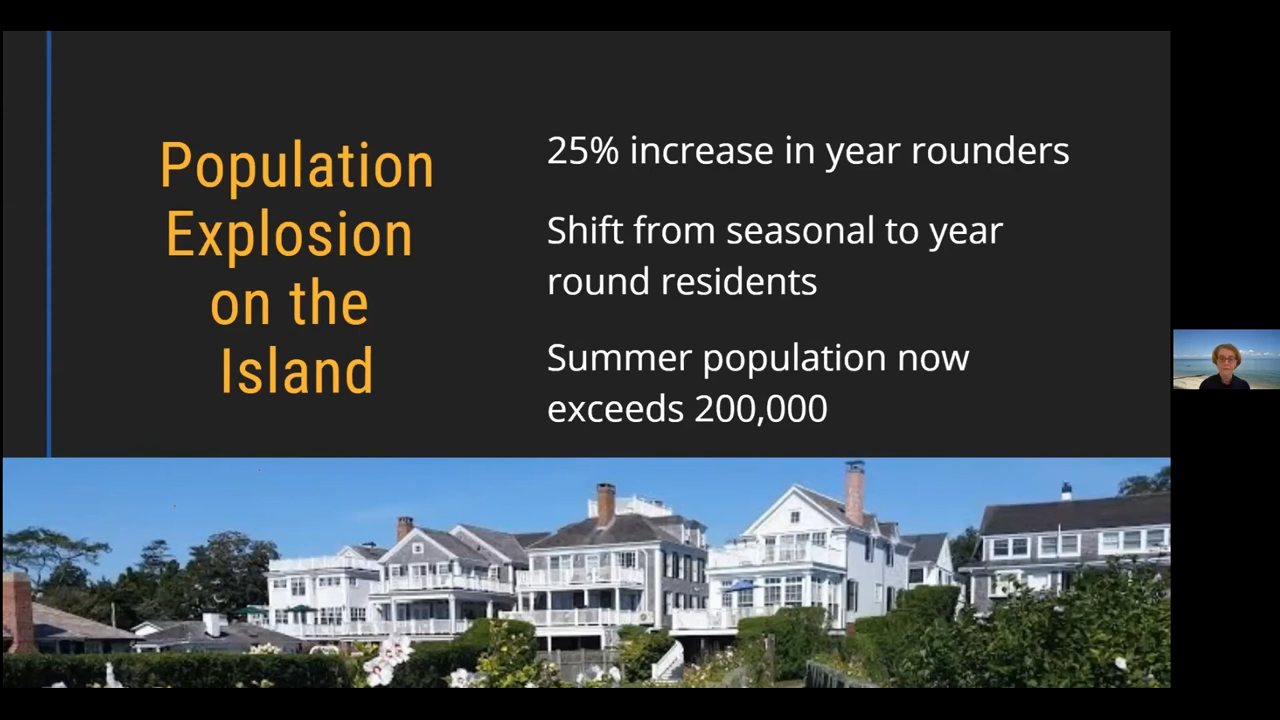 Population
Explosion
on the
Island
25% increase in year rounders
Shift from seasonal to year
round residents
Summer population now
exceeds 200,000